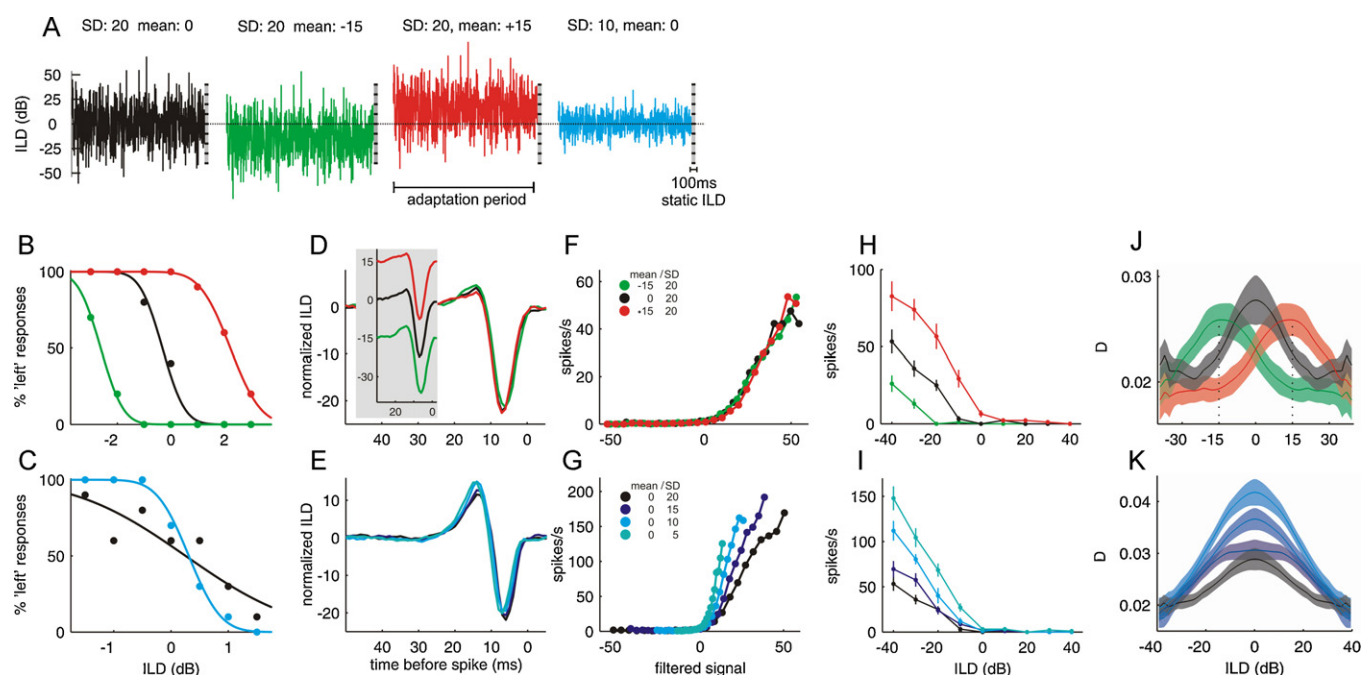 A
SD: 20 mean: 0
SD: 20 mean: -15
SD: 20, mean: +15
SD: 10, mean: 0
ILD (dB)
50
25
0
-25
-50
adaptation period
100ms
static ILD
B
% 'left' responses
100
50
0
-2 0 2
C
% 'left' responses
100
50
0
-1 0 1
ILD (dB)
D
normalized ILD
0
-10
-20
40 20 0
15
0
-15
-30
20 0
E
normalized ILD
10
0
-10
-20
40 30 20 10 0
time before spike (ms)
F
spikes/s
60
40
20
0
-50 0 50
mean /SD
-15 20
0 20
+15 20
G
spikes/s
200
150
100
50
0
-50 0 50
filtered signal
mean /SD
0 20
0 15
0 10
0 5
H
spikes/s
100
75
50
25
0
-40 -20 0 20 40
I
spikes/s
150
100
50
0
-40 -20 0 20 40
ILD (dB)
J
D
0.03
0.02
-30 -15 0 15 30
K
D
0.04
0.03
0.02
-40 -20 0 20 40
ILD (dB)